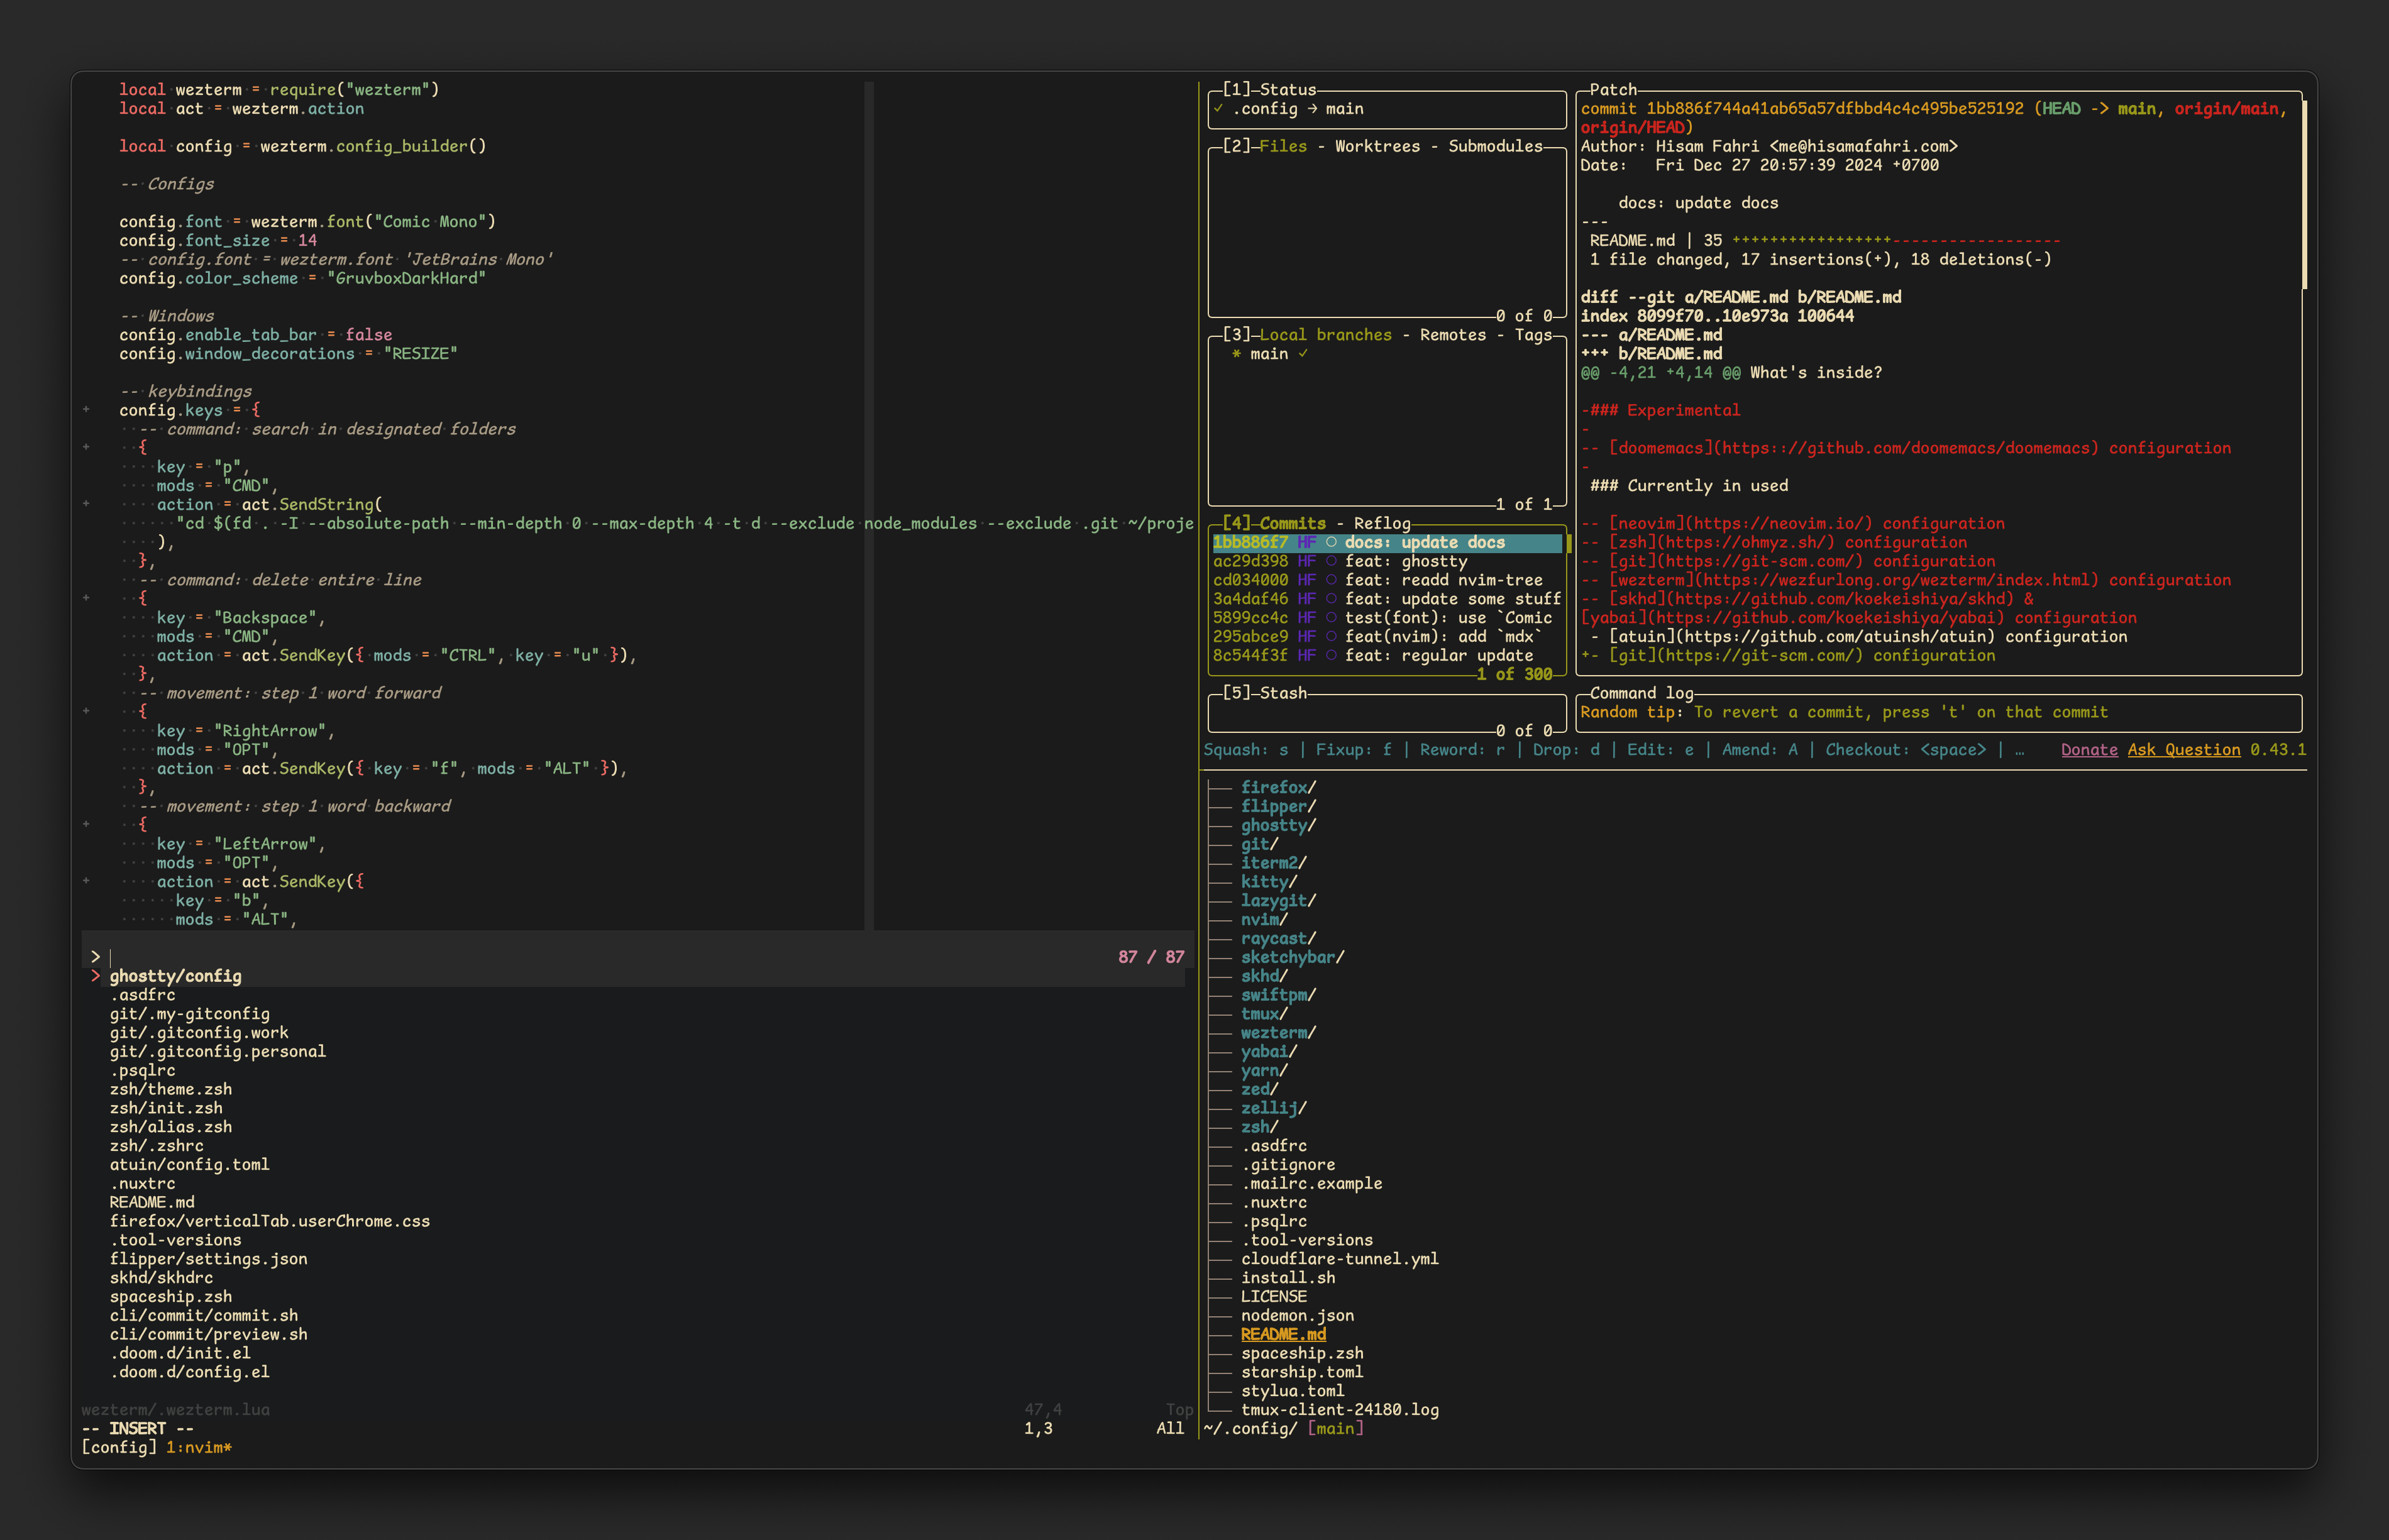 local wezterm = require("wezterm")
local act = wezterm.action
local config = wezterm.config_builder()
-- Configs
config.font = wezterm.font("Comic Mono")
config.font_size = 14
-- config.font = wezterm.font 'JetBrains Mono'
config.color_scheme = "GruvboxDarkHard"
-- Windows
config.enable_tab_bar = false
config.window_decorations = "RESIZE"
-- keybindings
+ config.keys = {
-- command: search in designated folders
+ {
key = "p",
mods = "CMD",
+ action = act.SendString(
"cd $(fd . -I --absolute-path --min-depth 0 --max-depth 4 -t d --exclude node_modules --exclude .git ~/proje
),
},
-- command: delete entire line
+ {
key = "Backspace",
mods = "CMD",
action = act.SendKey({ mods = "CTRL", key = "u" }),
},
-- movement: step 1 word forward
+ {
key = "RightArrow",
mods = "OPT",
action = act.SendKey({ key = "f", mods = "ALT" }),
},
-- movement: step 1 word backward
+ {
key = "LeftArrow",
mods = "OPT",
+ action = act.SendKey({
key = "b",
mods = "ALT",
> 87 / 87
> ghostty/config
.asdfrc
git/.my-gitconfig
git/.gitconfig.work
git/.gitconfig.personal
.psqlrc
zsh/theme.zsh
zsh/init.zsh
zsh/alias.zsh
zsh/.zshrc
atuin/config.toml
.nuxtrc
README.md
firefox/verticalTab.userChrome.css
.tool-versions
flipper/settings.json
skhd/skhdrc
spaceship.zsh
cli/commit/commit.sh
cli/commit/preview.sh
.doom.d/init.el
.doom.d/config.el
wezterm/.wezterm.lua 47,4 Top
-- INSERT -- 1,3 All
[config] 1:nvim*
[1]-Status
✓ .config → main
[2]-Files - Worktrees - Submodules
0 of 0
[3]-Local branches - Remotes - Tags
* main ✓
1 of 1
[4]-Commits - Reflog
1bb886f7 HF ○ docs: update docs
ac29d398 HF ○ feat: ghostty
cd034000 HF ○ feat: readd nvim-tree
3a4daf46 HF ○ feat: update some stuff
5899cc4c HF ○ test(font): use `Comic
295abce9 HF ○ feat(nvim): add `mdx`
8c544f3f HF ○ feat: regular update
1 of 300
[5]-Stash
0 of 0
Patch
commit 1bb886f744a41ab65a57dfbbd4c4c495be525192 (HEAD -> main, origin/main,
origin/HEAD)
Author: Hisam Fahri <me@hisamafahri.com>
Date:   Fri Dec 27 20:57:39 2024 +0700
docs: update docs
---
README.md | 35 +++++++++++++++++------------------
1 file changed, 17 insertions(+), 18 deletions(-)
diff --git a/README.md b/README.md
index 8099f70..10e973a 100644
--- a/README.md
+++ b/README.md
@@ -4,21 +4,14 @@ What's inside?
-### Experimental
-
-- [doomemacs](https:://github.com/doomemacs/doomemacs) configuration
-
### Currently in used
-- [neovim](https://neovim.io/) configuration
-- [zsh](https://ohmyz.sh/) configuration
-- [git](https://git-scm.com/) configuration
-- [wezterm](https://wezfurlong.org/wezterm/index.html) configuration
-- [skhd](https://github.com/koekeishiya/skhd) &
[yabai](https://github.com/koekeishiya/yabai) configuration
- [atuin](https://github.com/atuinsh/atuin) configuration
+- [git](https://git-scm.com/) configuration
Command log
Random tip: To revert a commit, press 't' on that commit
Squash: s | Fixup: f | Reword: r | Drop: d | Edit: e | Amend: A | Checkout: <space> | … Donate Ask Question 0.43.1
firefox/
flipper/
ghostty/
git/
iterm2/
kitty/
lazygit/
nvim/
raycast/
sketchybar/
skhd/
swiftpm/
tmux/
wezterm/
yabai/
yarn/
zed/
zellij/
zsh/
.asdfrc
.gitignore
.mailrc.example
.nuxtrc
.psqlrc
.tool-versions
cloudflare-tunnel.yml
install.sh
LICENSE
nodemon.json
README.md
spaceship.zsh
starship.toml
stylua.toml
tmux-client-24180.log
~/.config/ [main]